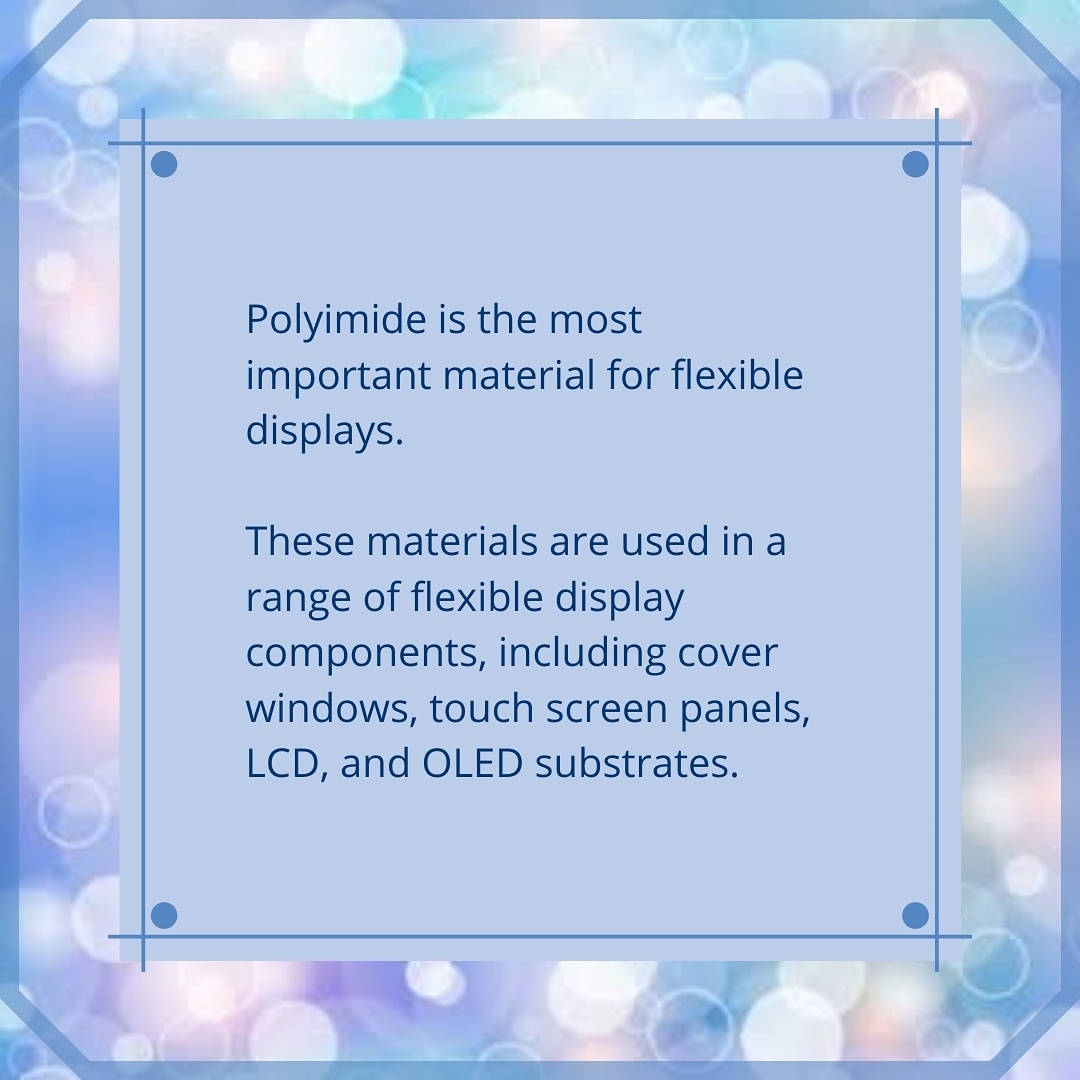 Polyimide is the most
important material for flexible
displays.
These materials are used in a
range of flexible display
components, including cover
windows, touch screen panels,
LCD, and OLED substrates.